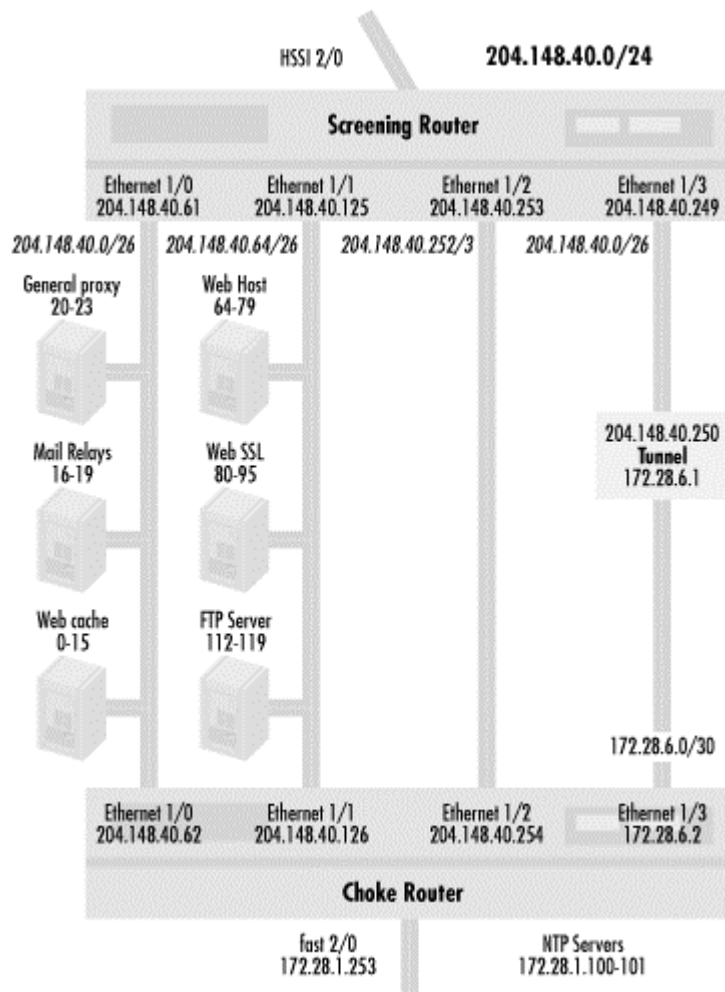 HSSI 2/0
204.148.40.0/24
Screening Router
Ethernet 1/0
204.148.40.61
Ethernet 1/1
204.148.40.125
Ethernet 1/2
204.148.40.253
Ethernet 1/3
204.148.40.249
204.148.40.0/26
204.148.40.64/26
204.148.40.252/3
204.148.40.0/26
General proxy
20-23
Web Host
64-79
204.148.40.250
Tunnel
172.28.6.1
Mail Relays
16-19
Web SSL
80-95
Web cache
0-15
FTP Server
112-119
172.28.6.0/30
Ethernet 1/0
204.148.40.62
Ethernet 1/1
204.148.40.126
Ethernet 1/2
204.148.40.254
Ethernet 1/3
172.28.6.2
Choke Router
fast 2/0
172.28.1.253
NTP Servers
172.28.1.100-101